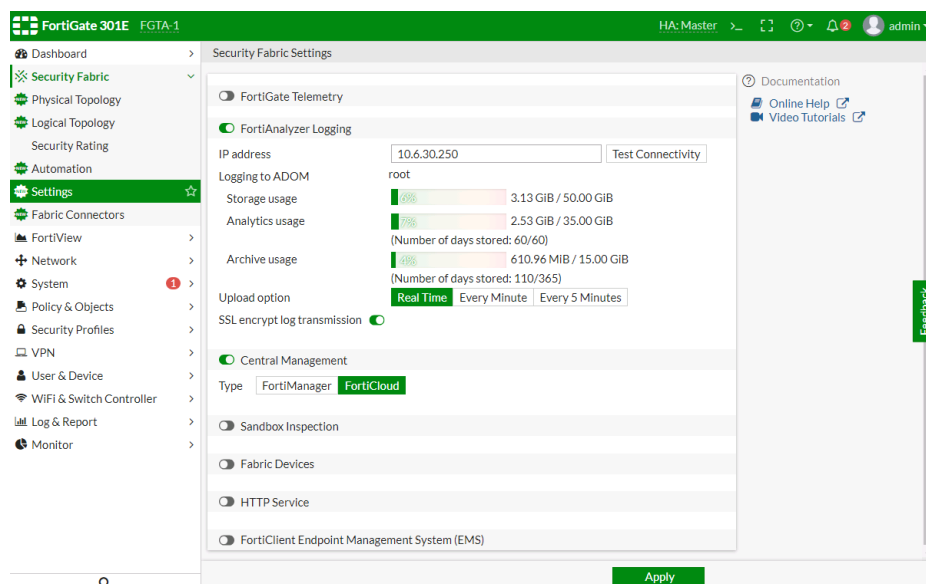 FortiGate 301E FGTA-1 HA: Master >_ 2 admin
Dashboard
Security Fabric
NEW Physical Topology
NEW Logical Topology
Security Rating
NEW Automation
NEW Settings
NEW Fabric Connectors
FortiView
Network
System 1
Policy & Objects
Security Profiles
VPN
User & Device
WiFi & Switch Controller
Log & Report
Monitor
Security Fabric Settings
FortiGate Telemetry
FortiAnalyzer Logging
IP address 10.6.30.250 Test Connectivity
Logging to ADOM root
Storage usage 6% 3.13 GiB / 50.00 GiB
Analytics usage 7% 2.53 GiB / 35.00 GiB
(Number of days stored: 60/60)
Archive usage 4% 610.96 MiB / 15.00 GiB
(Number of days stored: 110/365)
Upload option Real Time Every Minute Every 5 Minutes
SSL encrypt log transmission
Central Management
Type FortiManager FortiCloud
Sandbox Inspection
Fabric Devices
HTTP Service
FortiClient Endpoint Management System (EMS)
Apply
Documentation
Online Help
Video Tutorials
Feedback